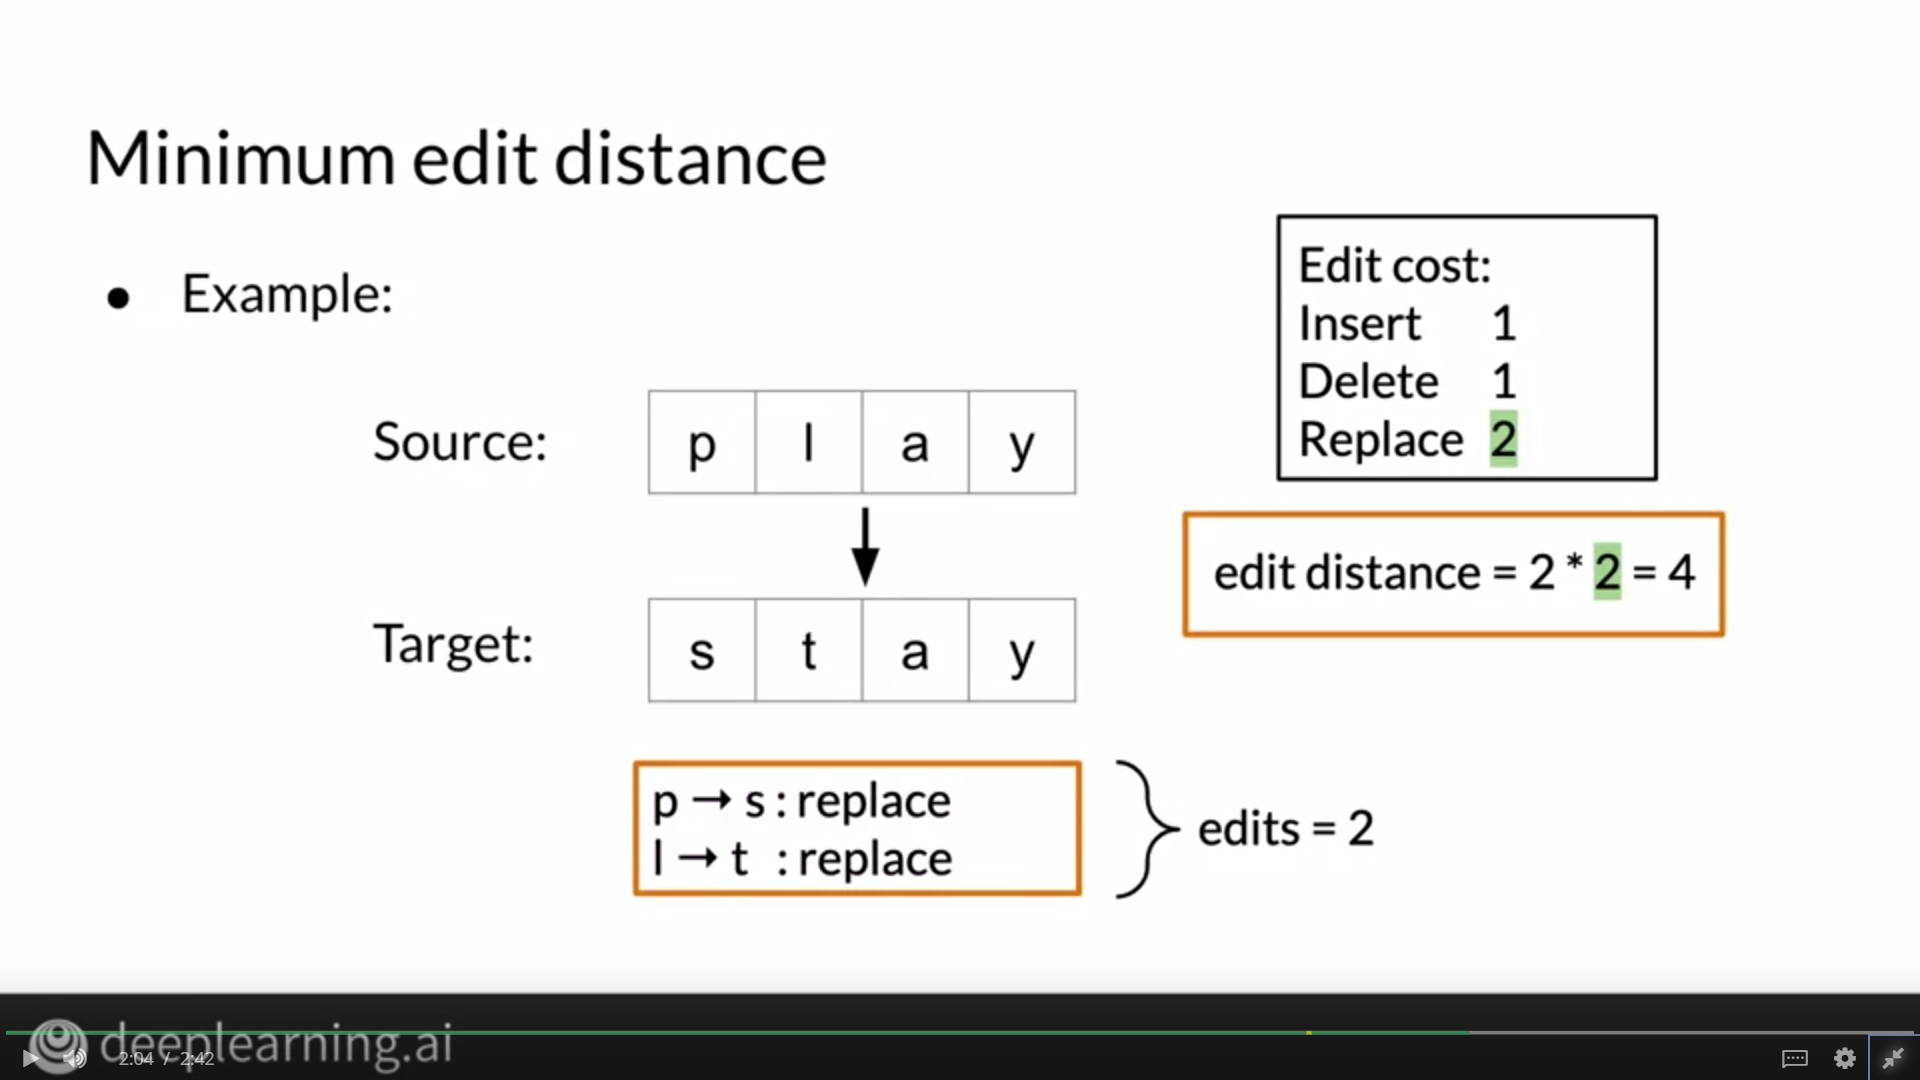 Minimum edit distance
● Example:
Edit cost:
Insert 1
Delete 1
Replace 2
Source: p l a y
edit distance = 2 * 2 = 4
Target: s t a y
p → s : replace
l → t : replace
edits = 2
deeplearning.ai
2:04 / 2:42